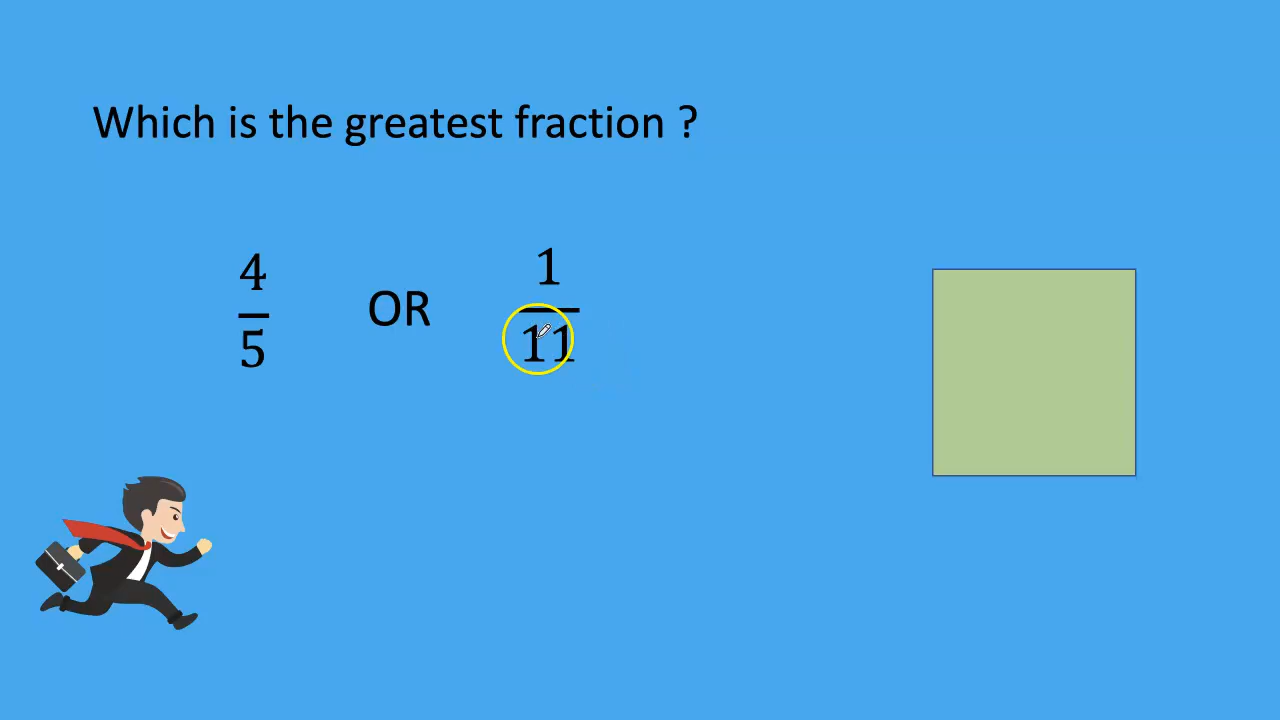 Which is the greatest fraction ?
4/5 OR 1/11